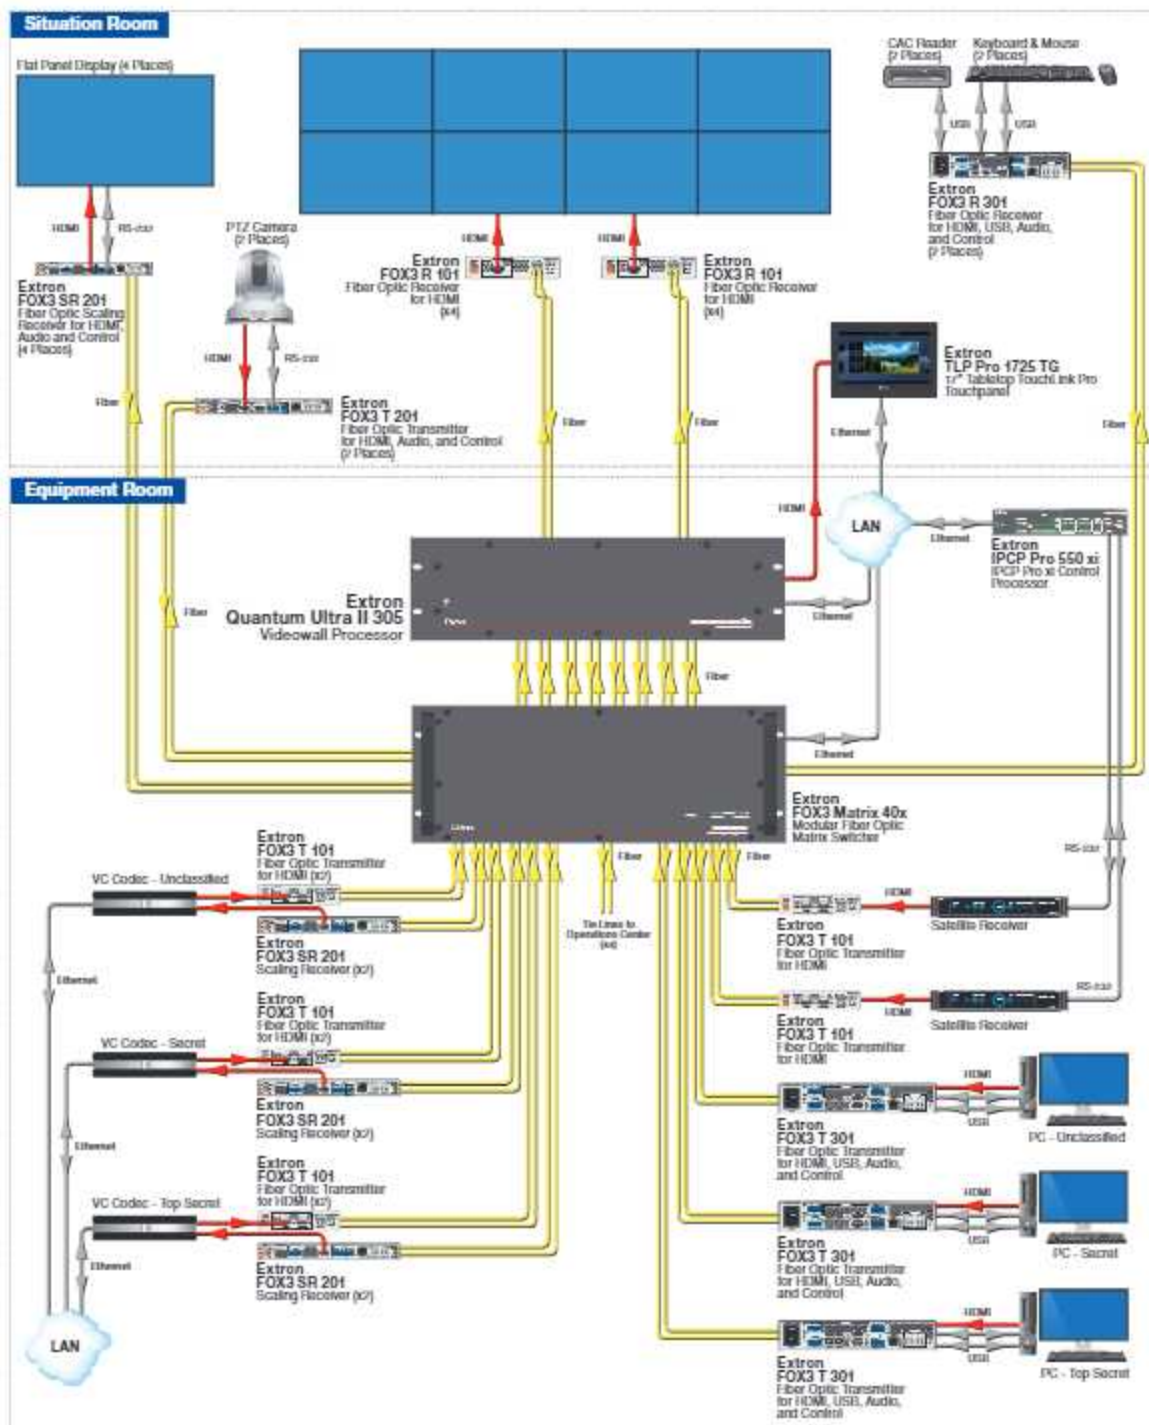 Situation Room
Flat Panel Display (4 Places)
HDMI
RS-232
Extron
FOX3 SR 201
Fiber Optic Scaling
Receiver for HDMI,
Audio and Control
(4 Places)
Fiber
PTZ Camera
(2 Places)
HDMI
RS-232
Extron
FOX3 T 201
Fiber Optic Transmitter
for HDMI, Audio, and Control
(2 Places)
HDMI
Extron
FOX3 R 101
Fiber Optic Receiver
for HDMI
(x4)
Fiber
HDMI
Extron
FOX3 R 101
Fiber Optic Receiver
for HDMI
(x4)
Fiber
CAC Reader
(2 Places)
Keyboard & Mouse
(2 Places)
USB
USB
Extron
FOX3 R 301
Fiber Optic Receiver
for HDMI, USB, Audio,
and Control
(2 Places)
Extron
TLP Pro 1725 TG
17" Tabletop TouchLink Pro
Touchpanel
Ethernet
Fiber
Equipment Room
Fiber
HDMI
LAN
Ethernet
Extron
IPCP Pro 550 xi
IPCP Pro xi Control
Processor
Extron
Quantum Ultra II 305
Videowall Processor
Ethernet
Fiber
Ethernet
Extron
FOX3 Matrix 40x
Modular Fiber Optic
Matrix Switcher
RS-232
Extron
FOX3 T 101
Fiber Optic Transmitter
for HDMI (x2)
VC Codec - Unclassified
Extron
FOX3 SR 201
Scaling Receiver (x2)
Ethernet
Fiber
Fiber
Tie Lines to
Operations Center
(x4)
HDMI
Extron
FOX3 T 101
Fiber Optic Transmitter
for HDMI
Satellite Receiver
RS-232
Extron
FOX3 T 101
Fiber Optic Transmitter
for HDMI (x2)
VC Codec - Secret
Extron
FOX3 SR 201
Scaling Receiver (x2)
Ethernet
HDMI
Extron
FOX3 T 101
Fiber Optic Transmitter
for HDMI
Satellite Receiver
HDMI
USB
Extron
FOX3 T 301
Fiber Optic Transmitter
for HDMI, USB, Audio,
and Control
PC - Unclassified
Extron
FOX3 T 101
Fiber Optic Transmitter
for HDMI (x2)
VC Codec - Top Secret
Extron
FOX3 SR 201
Scaling Receiver (x2)
Ethernet
LAN
HDMI
USB
Extron
FOX3 T 301
Fiber Optic Transmitter
for HDMI, USB, Audio,
and Control
PC - Secret
HDMI
USB
Extron
FOX3 T 301
Fiber Optic Transmitter
for HDMI, USB, Audio,
and Control
PC - Top Secret